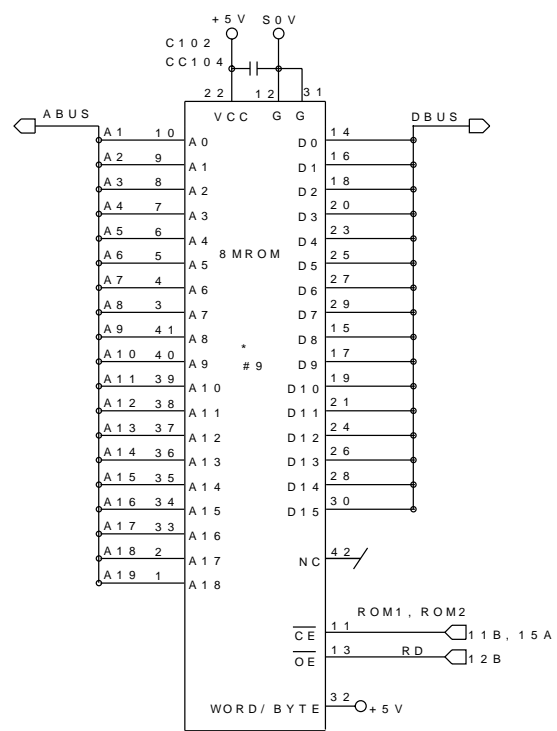 +5V S0V
C102
CC104
22 12 31
VCC G G
ABUS DBUS
A1 10 A0 D0 14
A2 9 A1 D1 16
A3 8 A2 D2 18
A4 7 A3 D3 20
A5 6 A4 D4 23
A6 5 A5 8MROM D5 25
A7 4 A6 D6 27
A8 3 A7 D7 29
A9 41 A8 D8 15
A10 40 A9 * D9 17
A11 39 A10 #9 D10 19
A12 38 A11 D11 21
A13 37 A12 D12 24
A14 36 A13 D13 26
A15 35 A14 D14 28
A16 34 A15 D15 30
A17 33 A16
A18 2 A17 NC 42
A19 1 A18
ROM1, ROM2
CE 11 11B, 15A
OE 13 RD 12B
WORD/BYTE 32 +5V